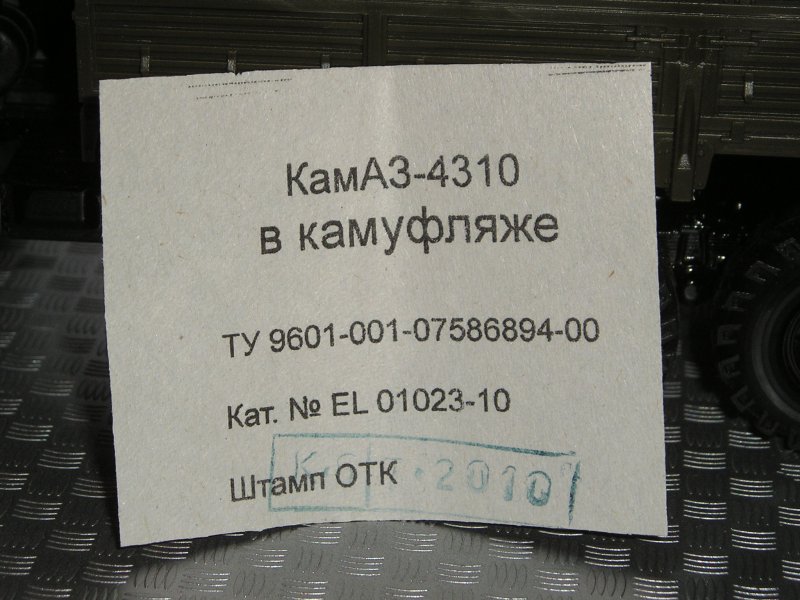 КамАЗ-4310
в камуфляже
ТУ 9601-001-07586894-00
Кат. № EL 01023-10
Штамп ОТК
2010